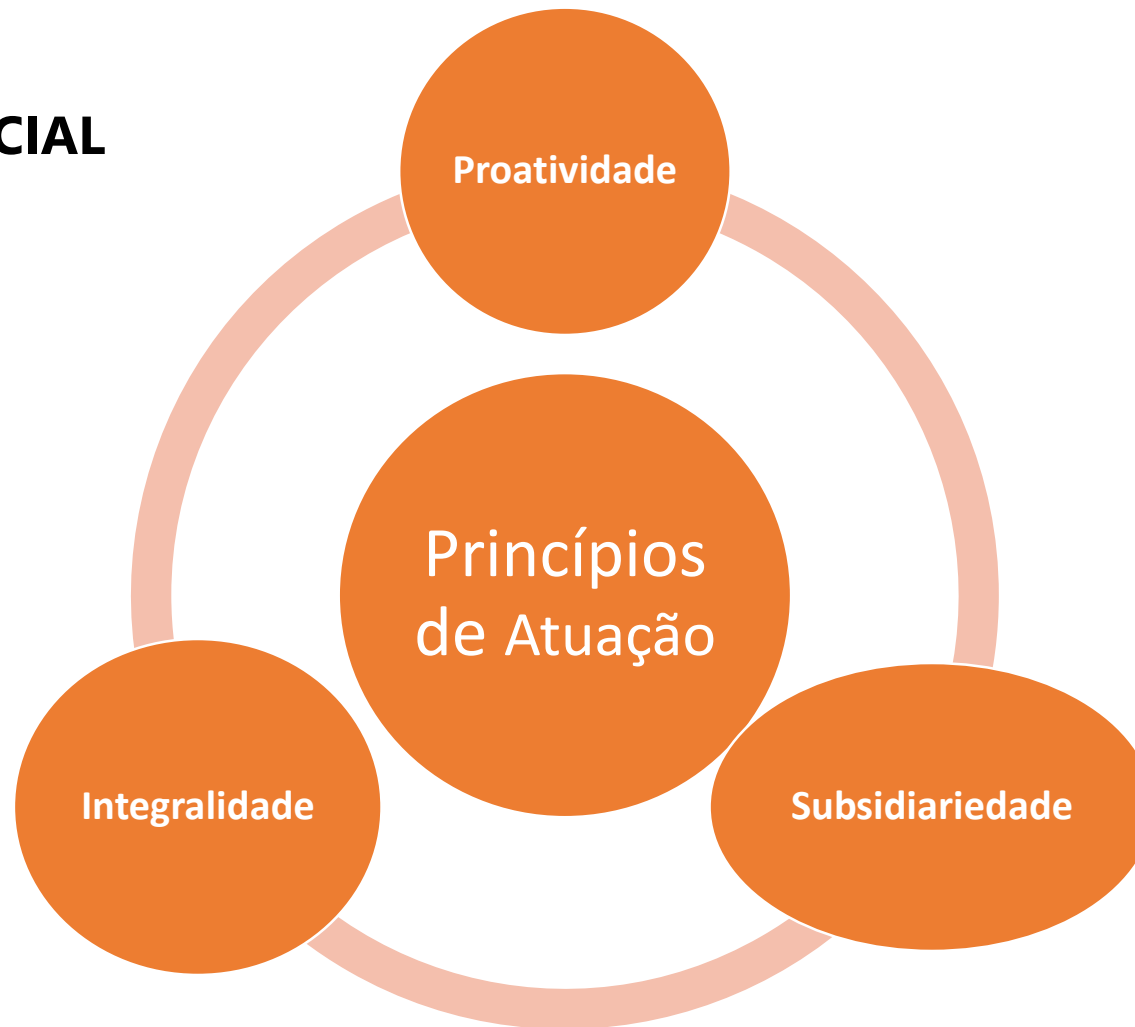 CIAL
Proatividade
Princípios
de Atuação
Integralidade
Subsidiariedade